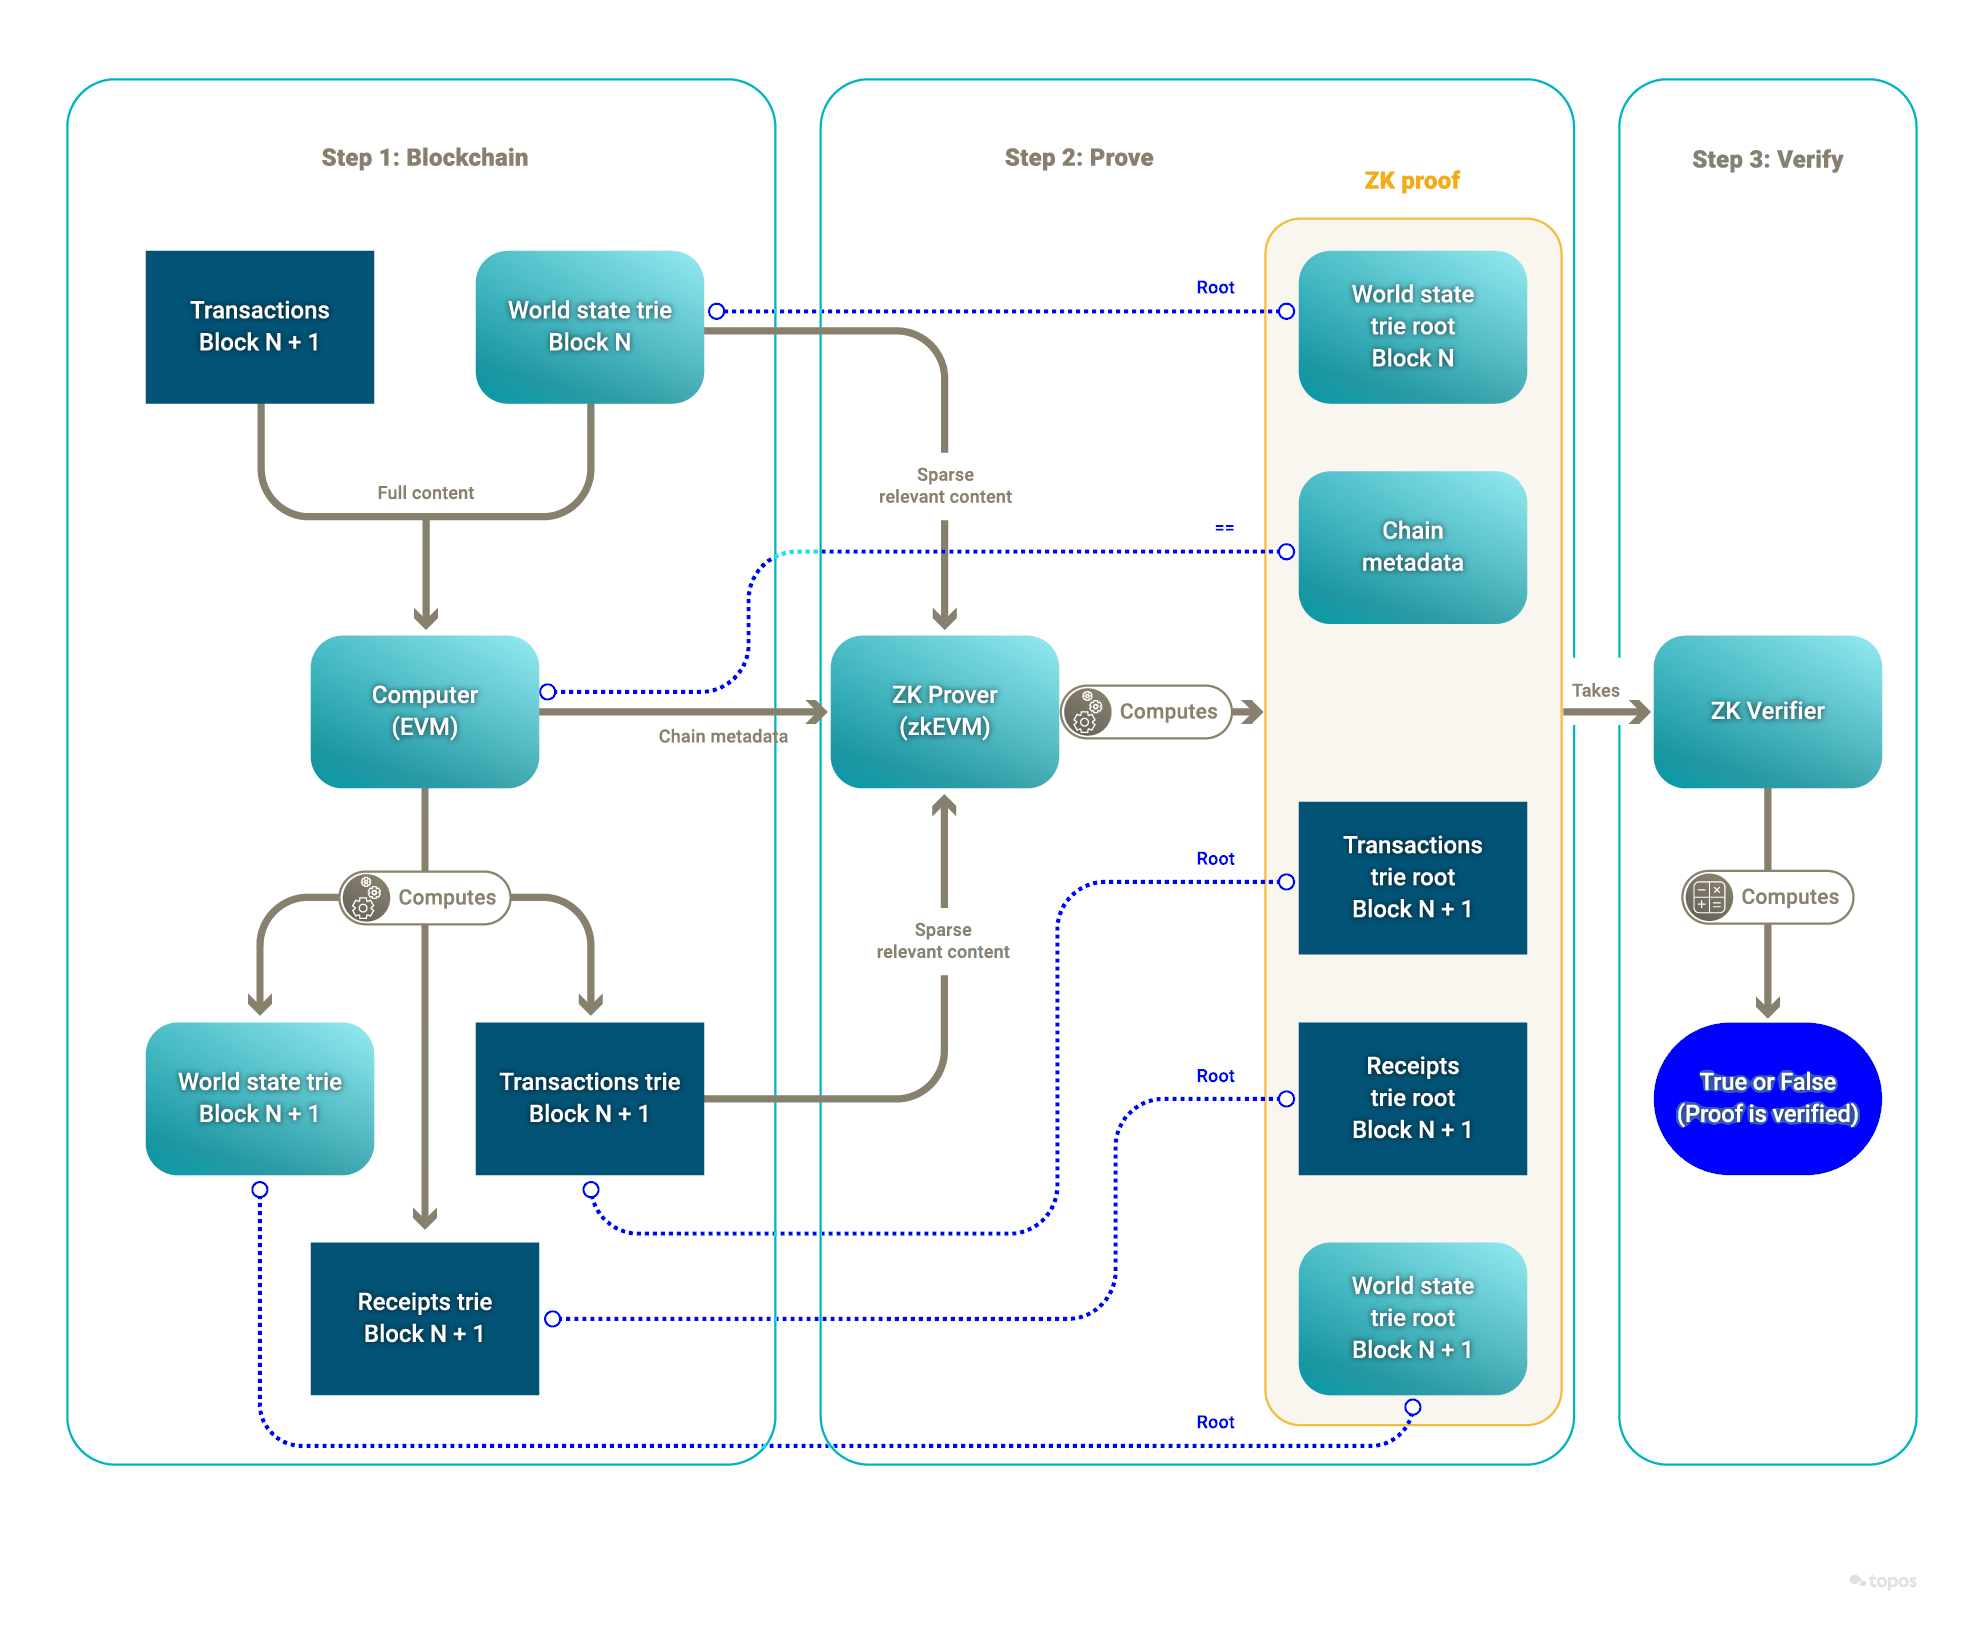 Step 1: Blockchain
Transactions
Block N + 1
World state trie
Block N
Full content
Computer
(EVM)
Chain metadata
Computes
World state trie
Block N + 1
Transactions trie
Block N + 1
Receipts trie
Block N + 1
Step 2: Prove
Sparse
relevant content
ZK Prover
(zkEVM)
Computes
Sparse
relevant content
Root
==
Root
Root
Root
ZK proof
World state
trie root
Block N
Chain
metadata
Transactions
trie root
Block N + 1
Receipts
trie root
Block N + 1
World state
trie root
Block N + 1
Takes
Step 3: Verify
ZK Verifier
Computes
True or False
(Proof is verified)
topos